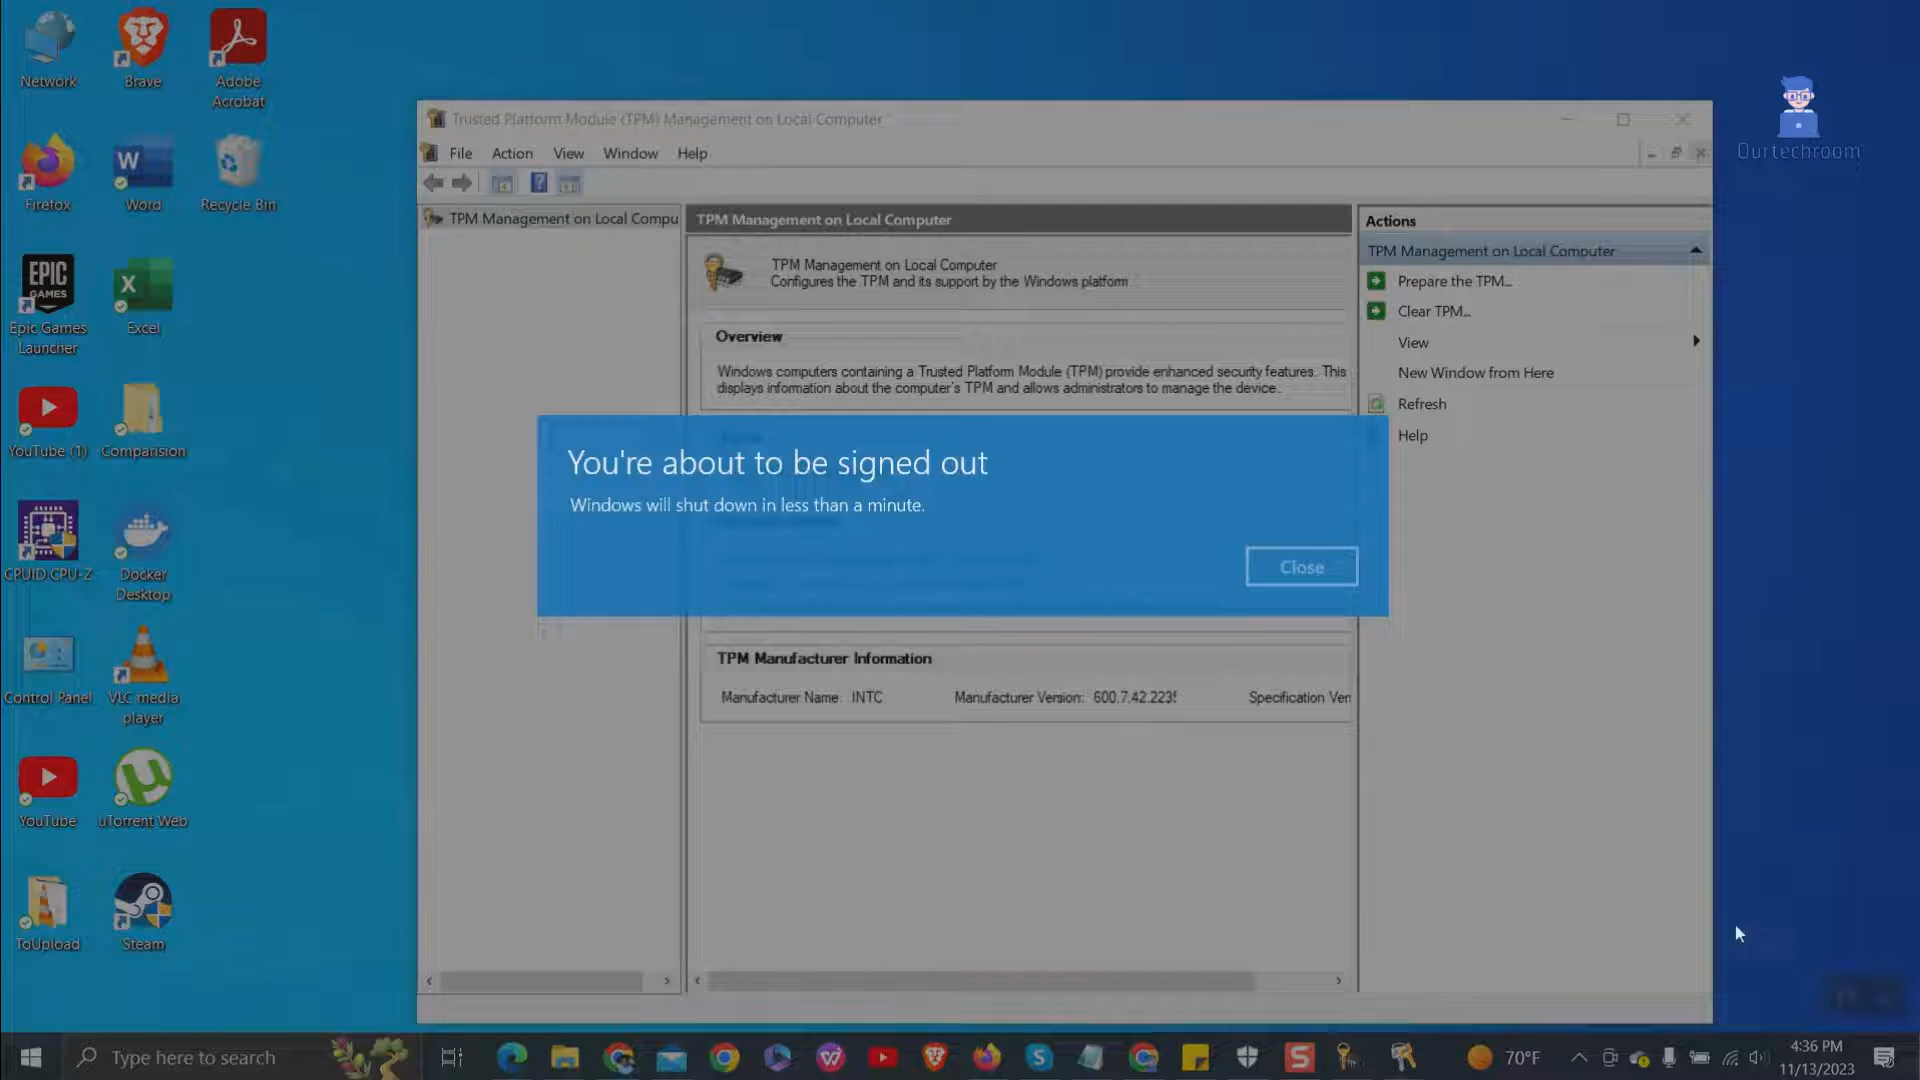 Network
Brave
Adobe
Acrobat
Firefox
Word
Recycle Bin
EPIC
GAMES
Epic Games
Launcher
Excel
YouTube (1)
Comparision
CPUID CPU-Z
Docker
Desktop
Control Panel
VLC media
player
YouTube
uTorrent Web
ToUpload
Steam
Ourtechroom
Trusted Platform Module (TPM) Management on Local Computer
File Action View Window Help
TPM Management on Local Compu
TPM Management on Local Computer
TPM Management on Local Computer
Configures the TPM and its support by the Windows platform
Overview
Windows computers containing a Trusted Platform Module (TPM) provide enhanced security features. This
displays information about the computer's TPM and allows administrators to manage the device.
You're about to be signed out
Windows will shut down in less than a minute.
Close
TPM Manufacturer Information
Manufacturer Name: INTC Manufacturer Version: 600.7.42.2235 Specification Ver
Actions
TPM Management on Local Computer
Prepare the TPM...
Clear TPM...
View
New Window from Here
Refresh
Help
Type here to search
70°F
4:36 PM
11/13/2023